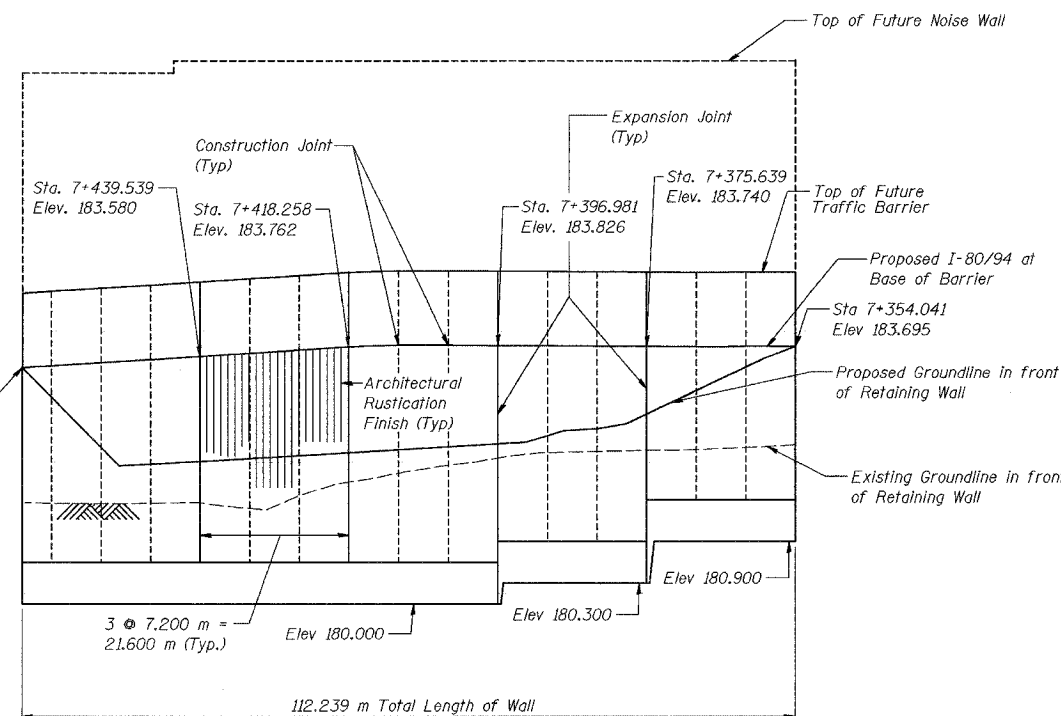 Top of Future Noise Wall
Expansion Joint
(Typ)
Construction Joint
(Typ)
Sta. 7+439.539
Elev. 183.580
Sta. 7+418.258
Elev. 183.762
Sta. 7+396.981
Elev. 183.826
Sta. 7+375.639
Elev. 183.740
Top of Future
Traffic Barrier
Proposed I-80/94 at
Base of Barrier
Sta 7+354.041
Elev 183.695
Architectural
Rustication
Finish (Typ)
Proposed Groundline in front
of Retaining Wall
Existing Groundline in fron
of Retaining Wall
Elev 180.900
Elev 180.300
Elev 180.000
3 @ 7.200 m =
21.600 m (Typ.)
112.239 m Total Length of Wall